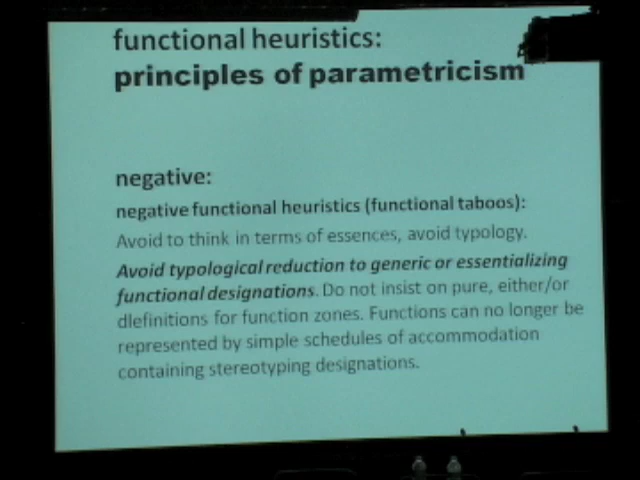 functional heuristics:
principles of parametricism
negative:
negative functional heuristics (functional taboos):
Avoid to think in terms of essences, avoid typology.
Avoid typological reduction to generic or essentializing
functional designations. Do not insist on pure, either/or
dlefinitions for function zones. Functions can no longer be
represented by simple schedules of accommodation
containing stereotyping designations.